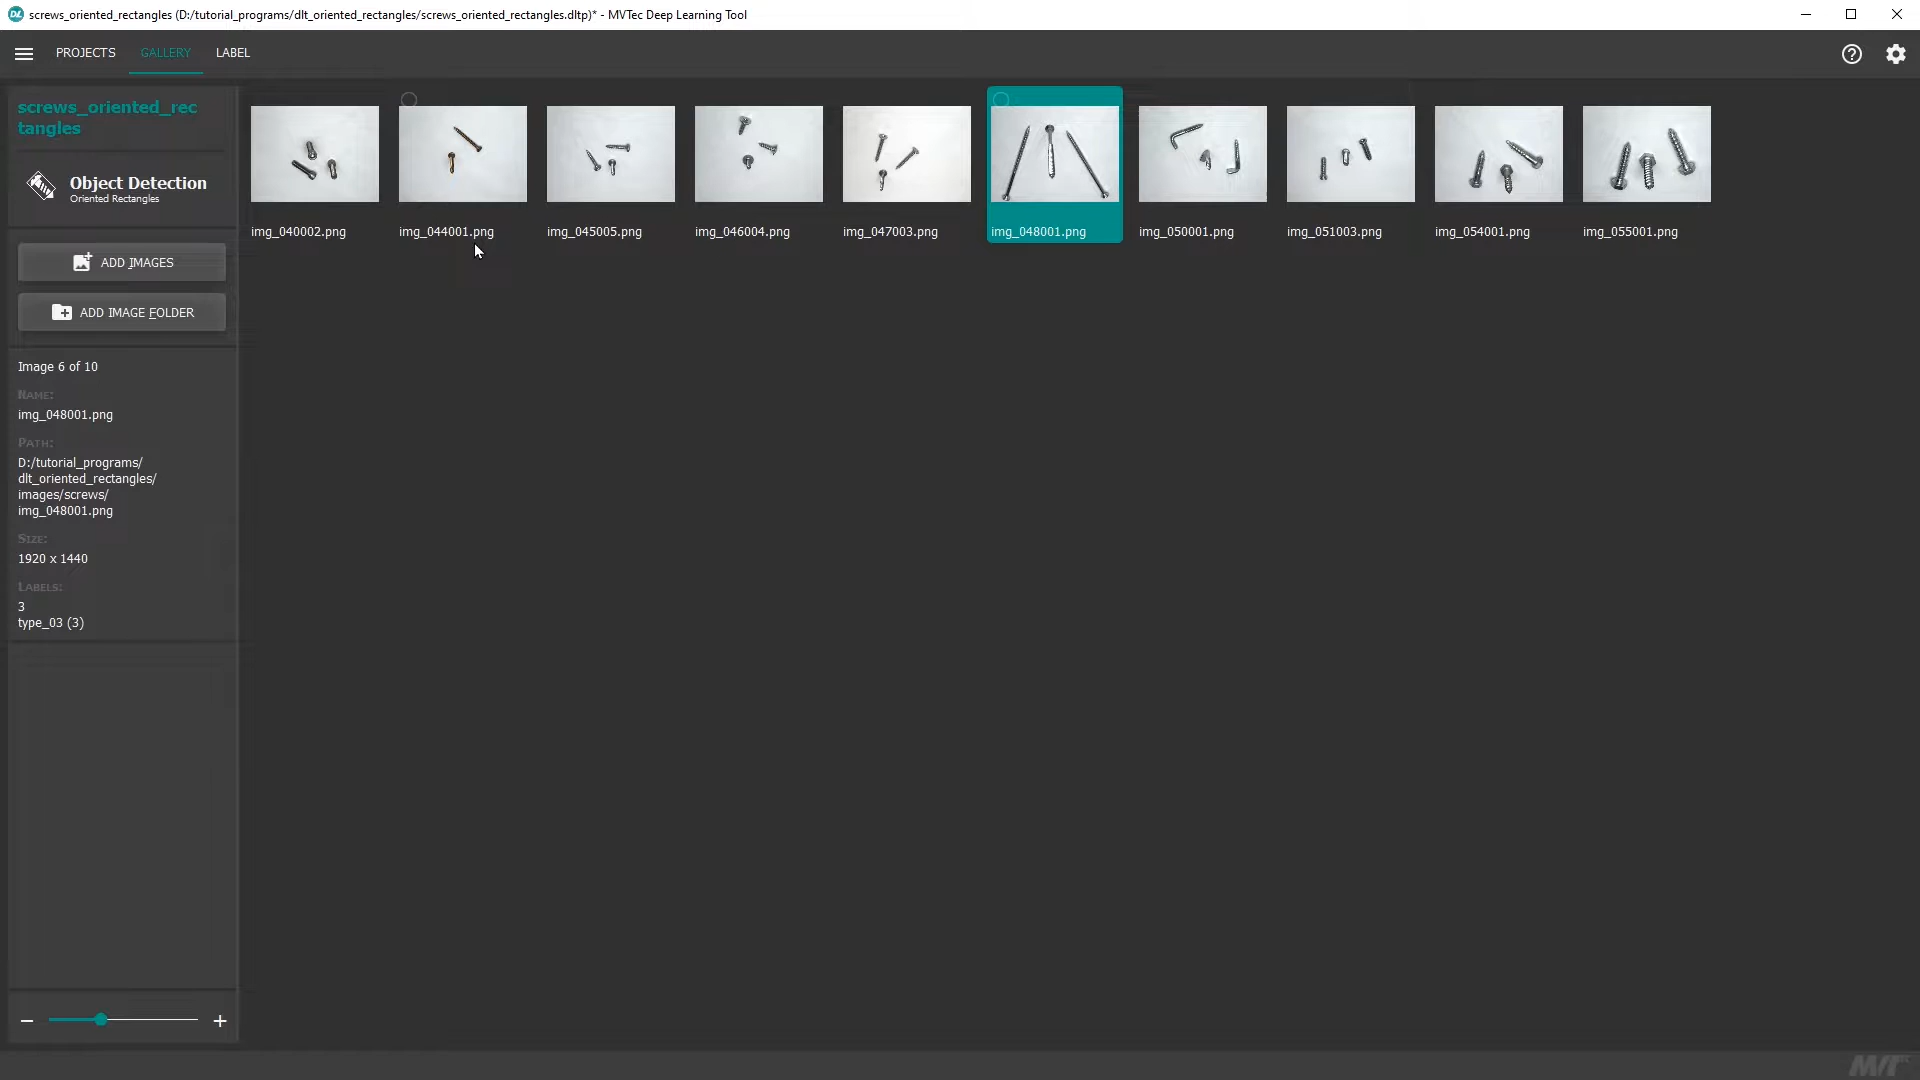 screws_oriented_rectangles (D:/tutorial_programs/dlt_oriented_rectangles/screws_oriented_rectangles.dltp)* - MVTec Deep Learning Tool
PROJECTS GALLERY LABEL
screws_oriented_rec
tangles
Object Detection
Oriented Rectangles
ADD IMAGES
ADD IMAGE FOLDER
Image 6 of 10
NAME:
img_048001.png
PATH:
D:/tutorial_programs/
dlt_oriented_rectangles/
images/screws/
img_048001.png
SIZE:
1920 x 1440
LABELS:
3
type_03 (3)
img_040002.png
img_044001.png
img_045005.png
img_046004.png
img_047003.png
img_048001.png
img_050001.png
img_051003.png
img_054001.png
img_055001.png